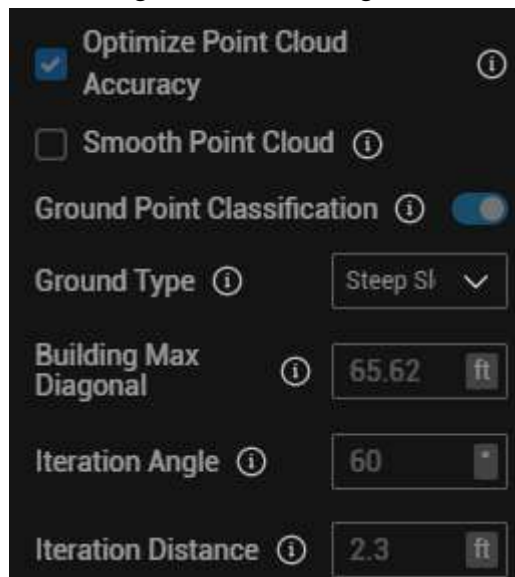 Optimize Point Cloud
Accuracy
Smooth Point Cloud
Ground Point Classification
Ground Type Steep Sl
Building Max
Diagonal 65.62 ft
Iteration Angle 60 °
Iteration Distance 2.3 ft